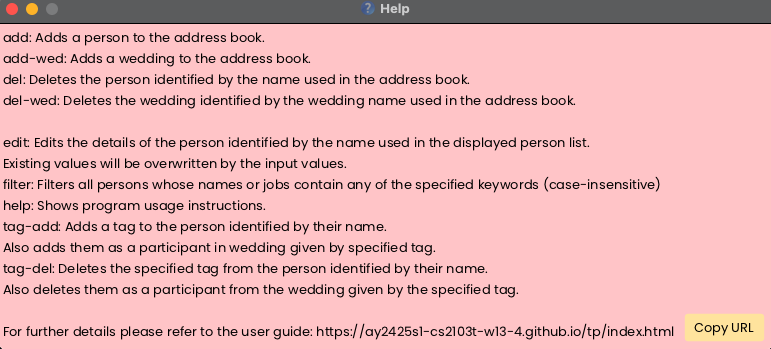 Help
add: Adds a person to the address book.
add-wed: Adds a wedding to the address book.
del: Deletes the person identified by the name used in the address book.
del-wed: Deletes the wedding identified by the wedding name used in the address book.
edit: Edits the details of the person identified by the name used in the displayed person list.
Existing values will be overwritten by the input values.
filter: Filters all persons whose names or jobs contain any of the specified keywords (case-insensitive)
help: Shows program usage instructions.
tag-add: Adds a tag to the person identified by their name.
Also adds them as a participant in wedding given by specified tag.
tag-del: Deletes the specified tag from the person identified by their name.
Also deletes them as a participant from the wedding given by the specified tag.
For further details please refer to the user guide: https://ay2425s1-cs2103t-w13-4.github.io/tp/index.html
Copy URL